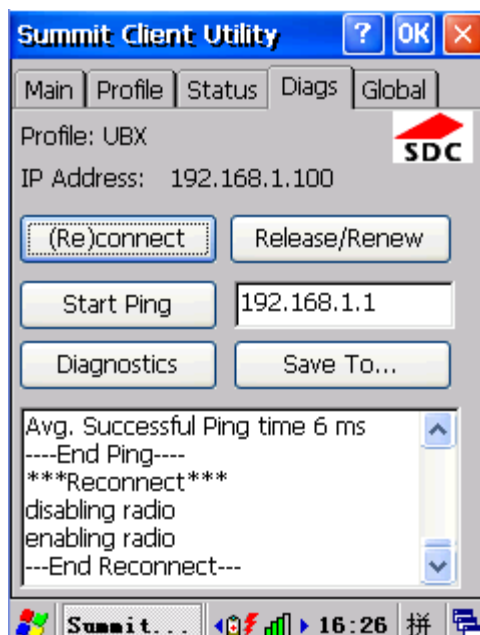 Summit Client Utility ? OK ×
Main Profile Status Diags Global
Profile: UBX
SDC
IP Address: 192.168.1.100
(Re)connect Release/Renew
Start Ping 192.168.1.1
Diagnostics Save To...
Avg. Successful Ping time 6 ms
----End Ping----
***Reconnect***
disabling radio
enabling radio
---End Reconnect---
Summit... 16:26 拼